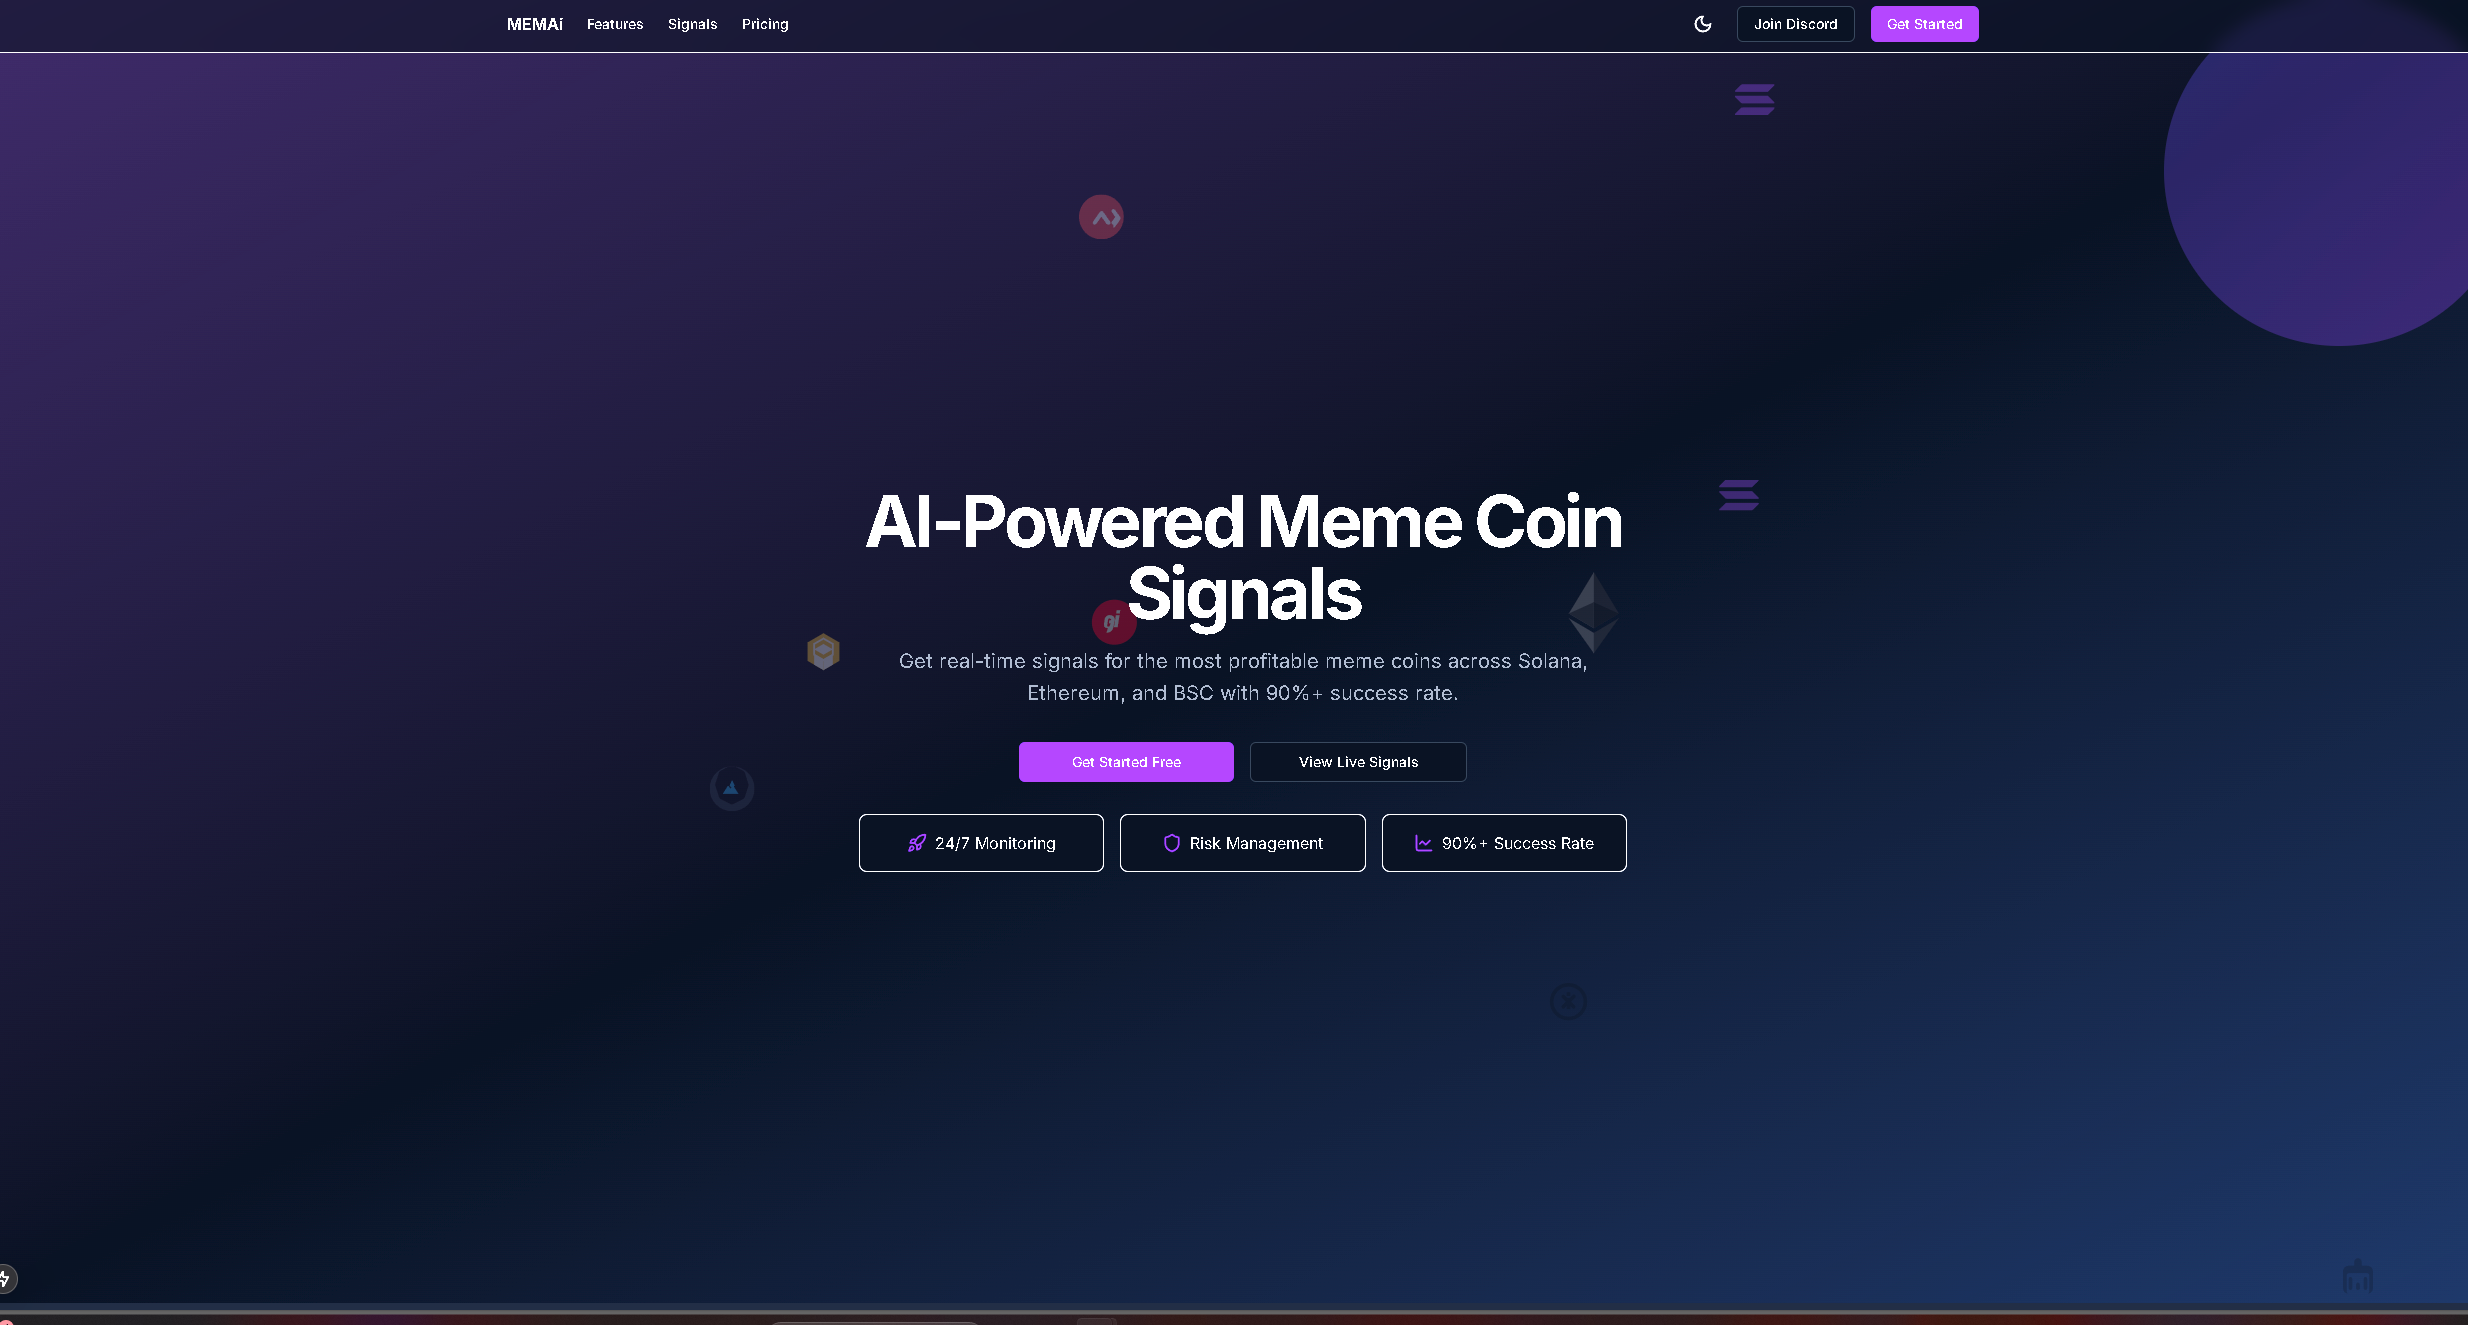 MEMAi Features Signals Pricing Join Discord Get Started
AI-Powered Meme Coin
Signals
gi
Get real-time signals for the most profitable meme coins across Solana,
Ethereum, and BSC with 90%+ success rate.
Get Started Free View Live Signals
24/7 Monitoring Risk Management 90%+ Success Rate